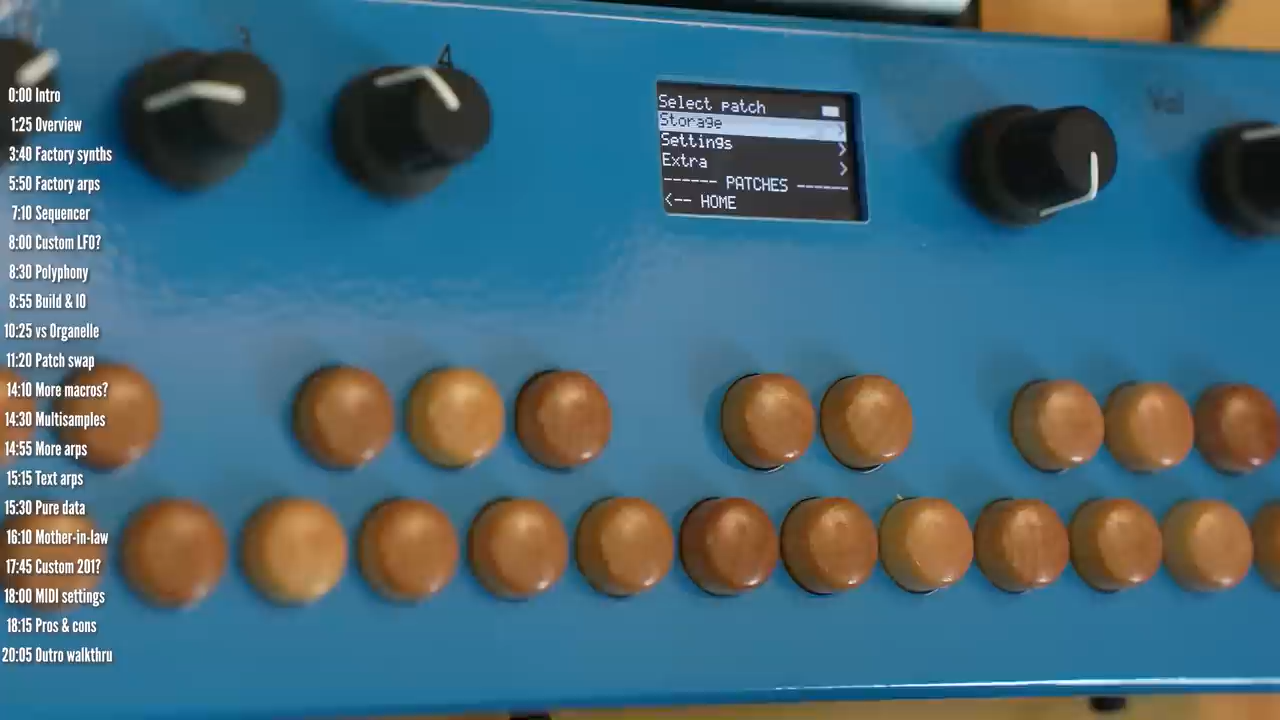 0:00 Intro
1:25 Overview
3:40 Factory synths
5:50 Factory arps
7:10 Sequencer
8:00 Custom LFO?
8:30 Polyphony
8:55 Build & IO
10:25 vs Organelle
11:20 Patch swap
14:10 More macros?
14:30 Multisamples
14:55 More arps
15:15 Text arps
15:30 Pure data
16:10 Mother-in-law
17:45 Custom 201?
18:00 MIDI settings
18:15 Pros & cons
20:05 Outro walkthru
3
4
Select patch
Storage >
Settings >
Extra >
------ PATCHES ------
<-- HOME
Vol